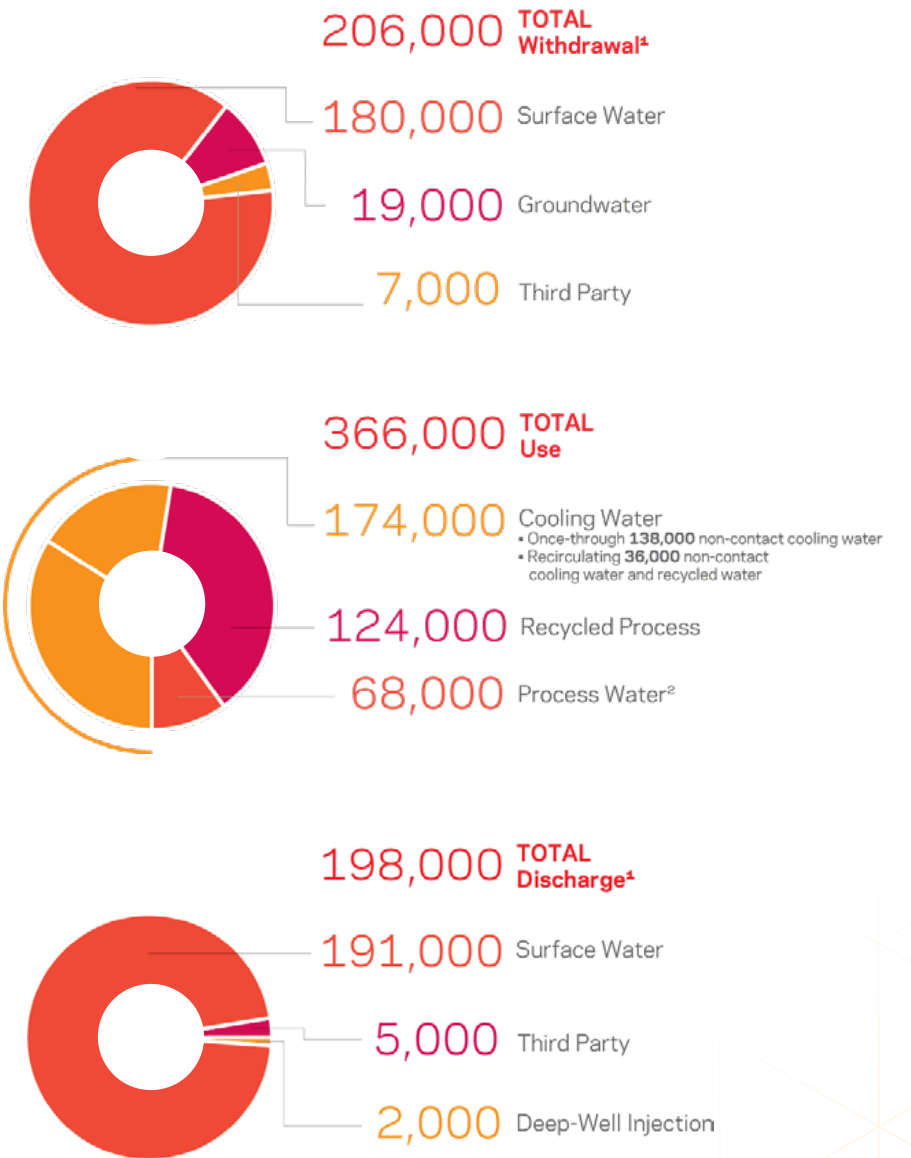 206,000 TOTAL
Withdrawal¹
180,000 Surface Water
19,000 Groundwater
7,000 Third Party
366,000 TOTAL
Use
174,000 Cooling Water
• Once-through 138,000 non-contact cooling water
• Recirculating 36,000 non-contact
cooling water and recycled water
124,000 Recycled Process
68,000 Process Water²
198,000 TOTAL
Discharge¹
191,000 Surface Water
5,000 Third Party
2,000 Deep-Well Injection